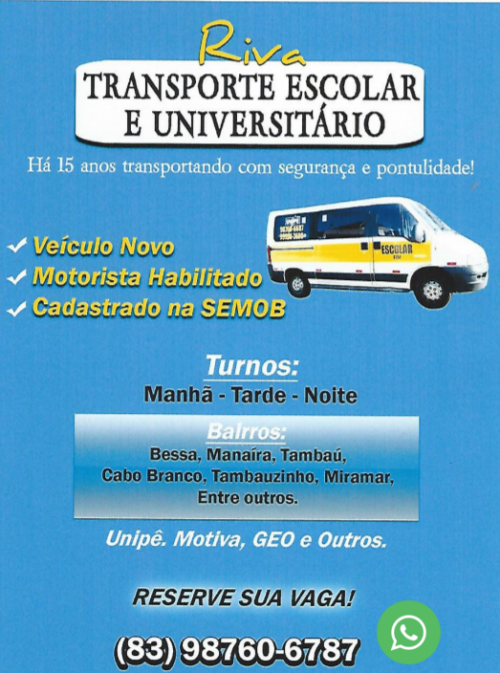 Riva
TRANSPORTE ESCOLAR
E UNIVERSITÁRIO
Há 15 anos transportando com segurança e pontulidade!
ESCOLAR
✓ Veículo Novo
✓ Motorista Habilitado
✓ Cadastrado na SEMOB
Turnos:
Manhã - Tarde - Noite
Bairros:
Bessa, Manaíra, Tambaú,
Cabo Branco, Tambauzinho, Miramar,
Entre outros.
Unipê. Motiva, GEO e Outros.
RESERVE SUA VAGA!
(83) 98760-6787